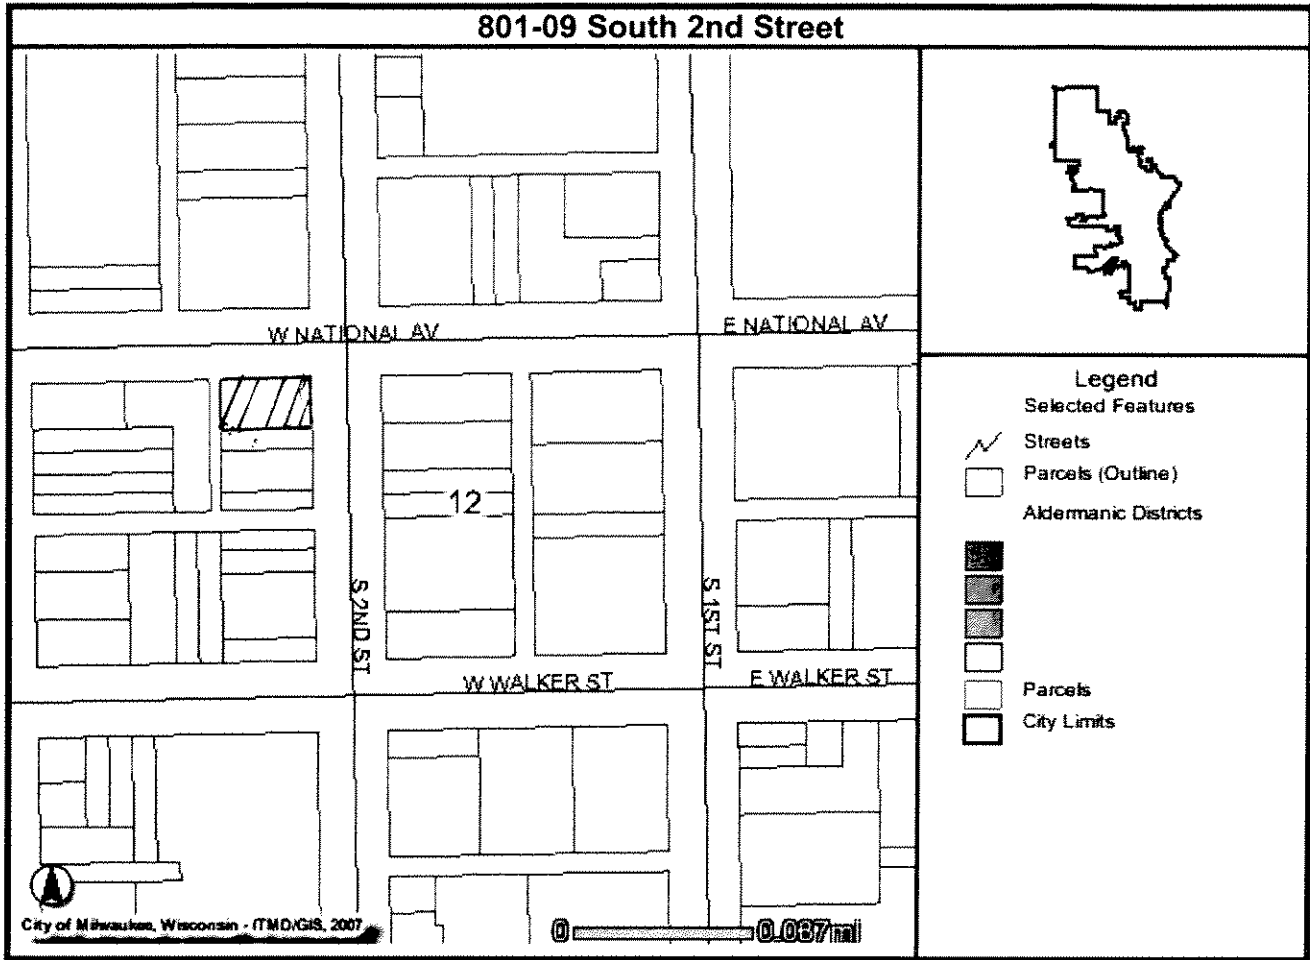 801-09 South 2nd Street
W NATIONAL AV
E NATIONAL AV
12
S 2ND ST
S 1ST ST
W WALKER ST
E WALKER ST
City of Milwaukee, Wisconsin - ITMD/GIS, 2007
0 0.087mi
Legend
Selected Features
Streets
Parcels (Outline)
Aldermanic Districts
Parcels
City Limits